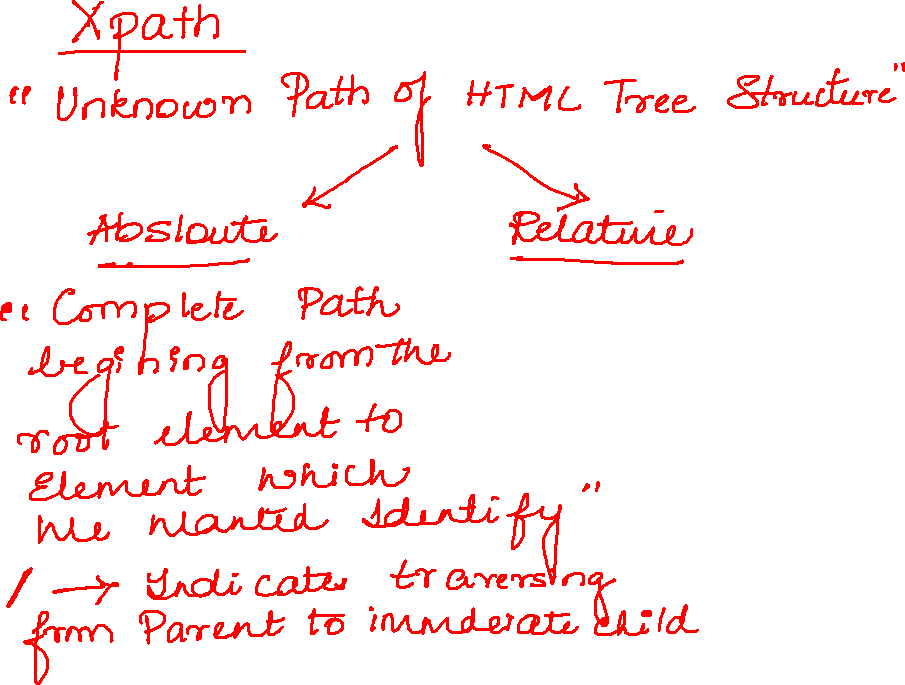 Xpath
"Unknown Path of HTML Tree Structure"
Absloute
Relative
"Complete Path
begining from the
root element to
Element which
We Wanted Identify"
/ → Indicates traversing
from Parent to immderate child